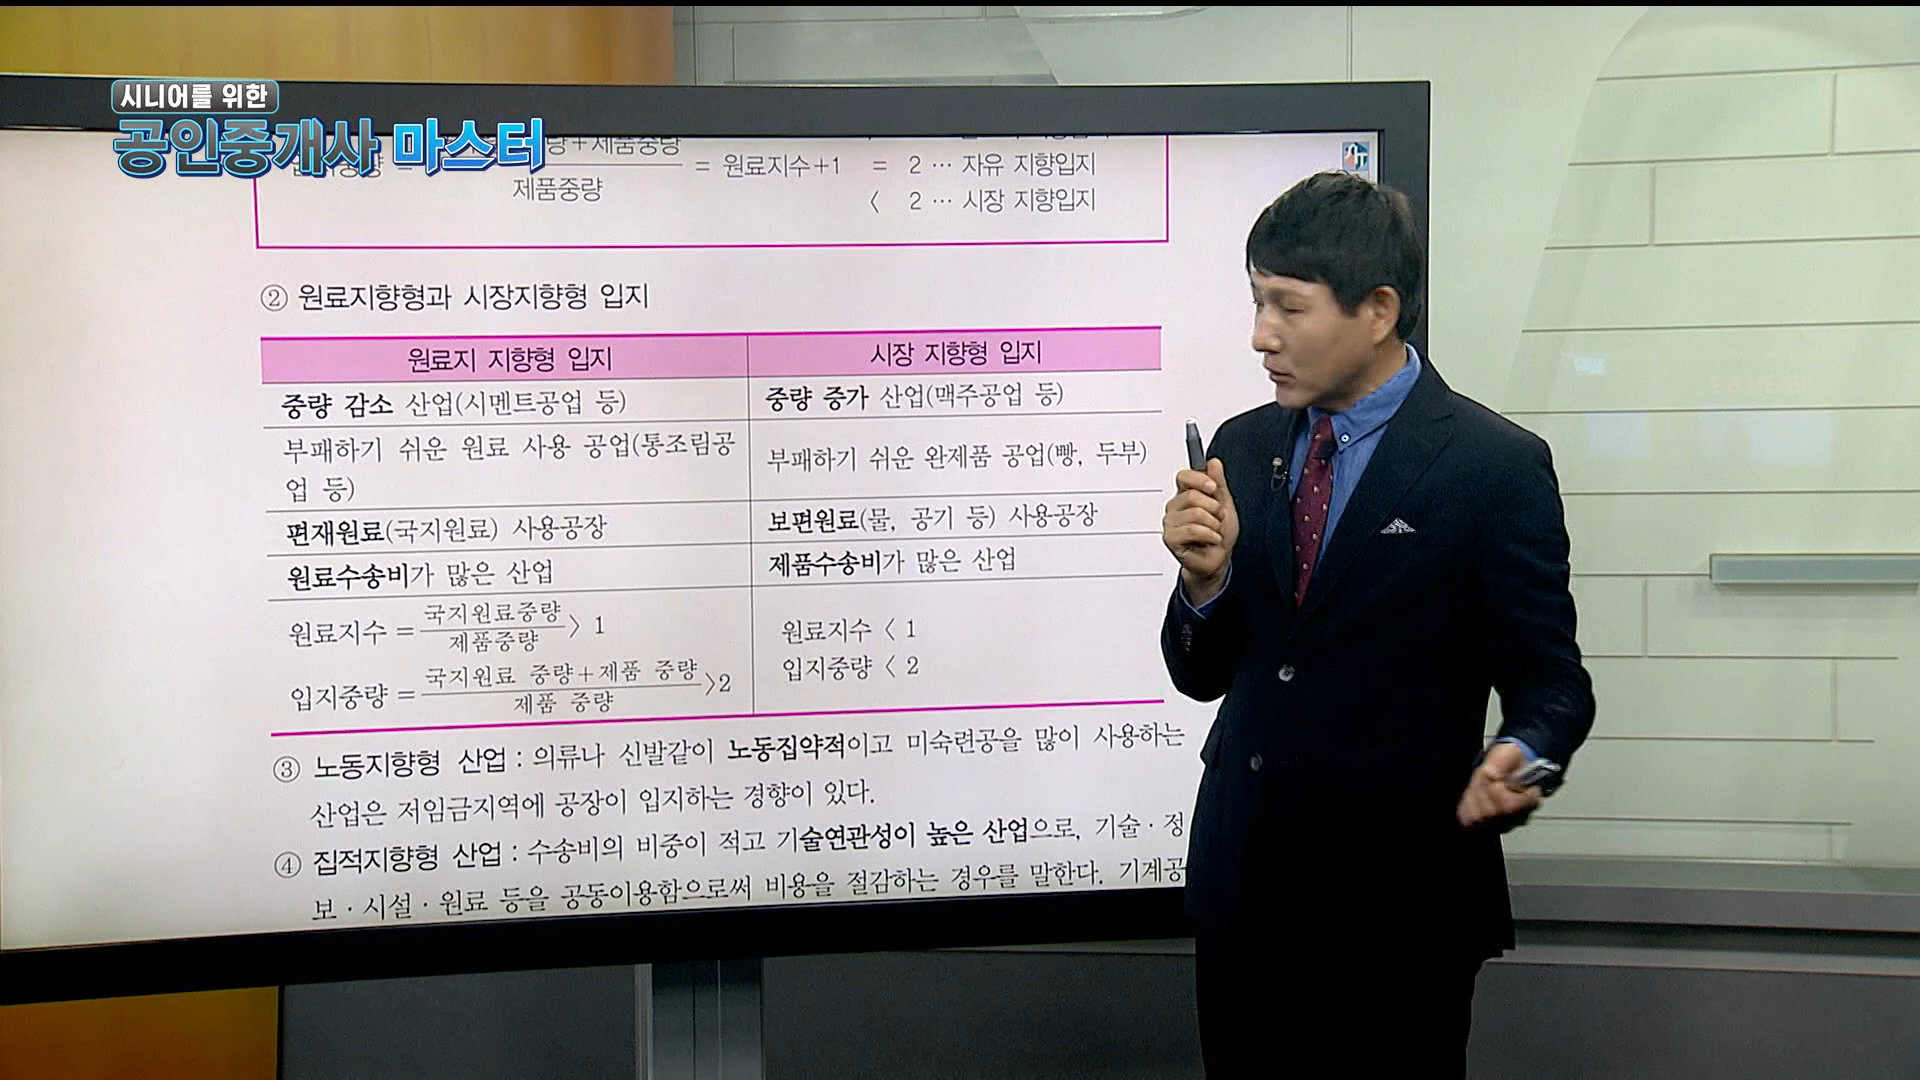 시니어를 위한
공인중개사 마스터
+제품중량
제품중량
= 원료지수+1
= 2 … 자유 지향입지
< 2 … 시장 지향입지
② 원료지향형과 시장지향형 입지
원료지 지향형 입지
시장 지향형 입지
중량 감소 산업(시멘트공업 등)
중량 증가 산업(맥주공업 등)
부패하기 쉬운 원료 사용 공업(통조림공
업 등)
부패하기 쉬운 완제품 공업(빵, 두부)
편재원료(국지원료) 사용공장
보편원료(물, 공기 등) 사용공장
원료수송비가 많은 산업
제품수송비가 많은 산업
원료지수 = 국지원료중량 / 제품중량 > 1
원료지수 < 1
입지중량 = 국지원료 중량+제품 중량 / 제품 중량 >2
입지중량 < 2
③ 노동지향형 산업 : 의류나 신발같이 노동집약적이고 미숙련공을 많이 사용하는
산업은 저임금지역에 공장이 입지하는 경향이 있다.
④ 집적지향형 산업 : 수송비의 비중이 적고 기술연관성이 높은 산업으로, 기술·정
보·시설·원료 등을 공동이용함으로써 비용을 절감하는 경우를 말한다. 기계공